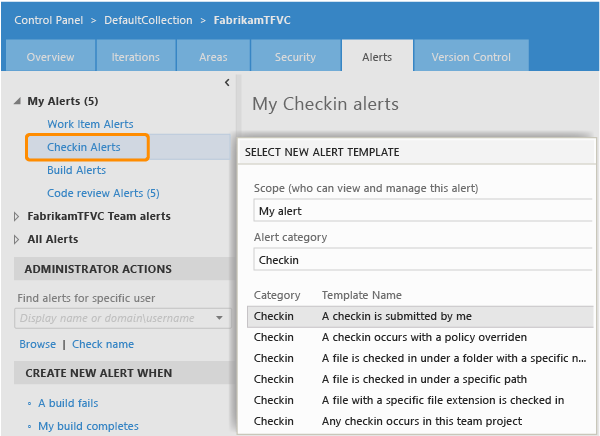 Control Panel > DefaultCollection > FabrikamTFVC
Overview Iterations Areas Security Alerts Version Control
My Alerts (5)
Work Item Alerts
Checkin Alerts
Build Alerts
Code review Alerts (5)
FabrikamTFVC Team alerts
All Alerts
ADMINISTRATOR ACTIONS
Find alerts for specific user
Display name or domain\username
Browse | Check name
CREATE NEW ALERT WHEN
A build fails
My build completes
My Checkin alerts
SELECT NEW ALERT TEMPLATE
Scope (who can view and manage this alert)
My alert
Alert category
Checkin
Category Template Name
Checkin A checkin is submitted by me
Checkin A checkin occurs with a policy overriden
Checkin A file is checked in under a folder with a specific n...
Checkin A file is checked in under a specific path
Checkin A file with a specific file extension is checked in
Checkin Any checkin occurs in this team project